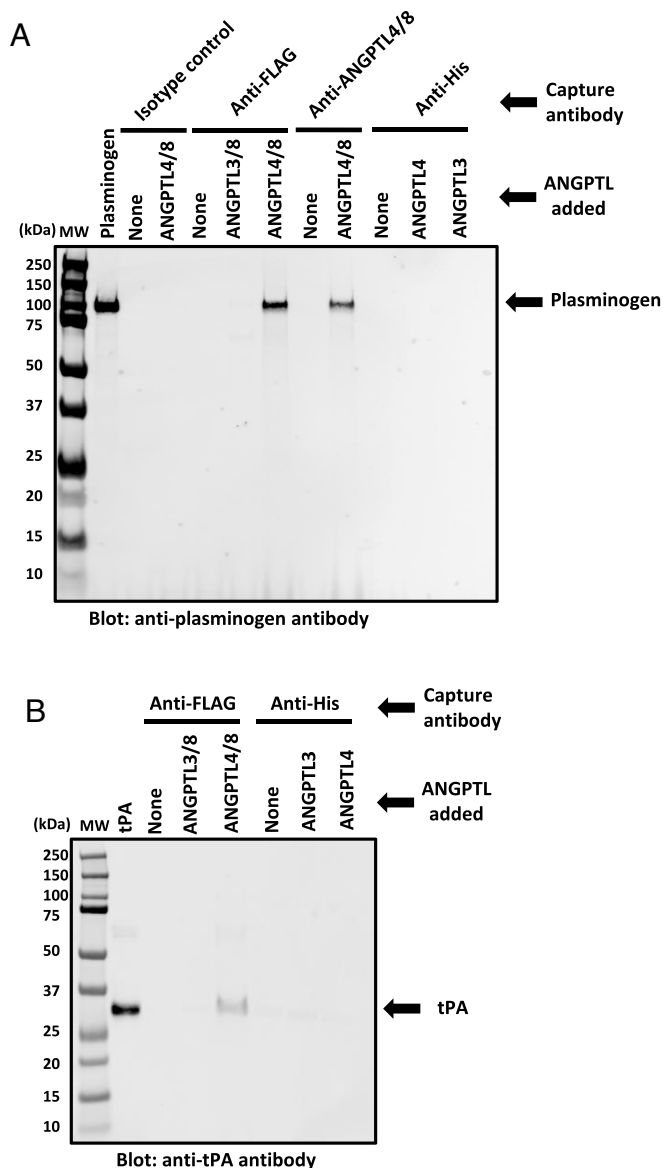 A
Isotype control
Anti-FLAG
Anti-ANGPTL4/8
Anti-His
Capture
antibody
Plasminogen
None
ANGPTL4/8
None
ANGPTL3/8
ANGPTL4/8
None
ANGPTL4/8
None
ANGPTL4
ANGPTL3
ANGPTL
added
(kDa)
MW
250
150
100
75
50
37
25
20
15
10
Plasminogen
Blot: anti-plasminogen antibody
B
Anti-FLAG
Anti-His
Capture
antibody
tPA
None
ANGPTL3/8
ANGPTL4/8
None
ANGPTL3
ANGPTL4
ANGPTL
added
(kDa)
MW
250
150
100
75
50
37
25
20
15
10
tPA
Blot: anti-tPA antibody